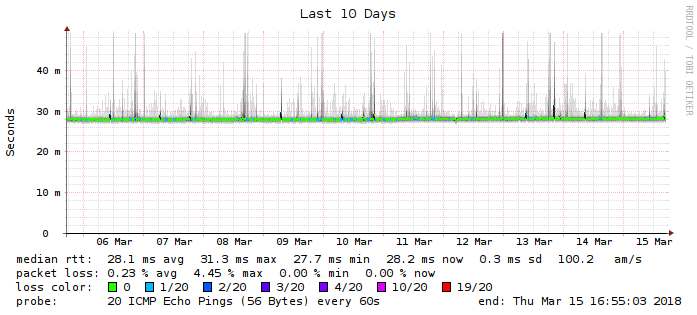 Last 10 Days
RRDTOOL / TOBI OETIKER
Seconds
40 m
30 m
20 m
10 m
0
06 Mar 07 Mar 08 Mar 09 Mar 10 Mar 11 Mar 12 Mar 13 Mar 14 Mar 15 Mar
median rtt: 28.1 ms avg 31.3 ms max 27.7 ms min 28.2 ms now 0.3 ms sd 100.2 am/s
packet loss: 0.23 % avg 4.45 % max 0.00 % min 0.00 % now
loss color: 0 1/20 2/20 3/20 4/20 10/20 19/20
probe: 20 ICMP Echo Pings (56 Bytes) every 60s end: Thu Mar 15 16:55:03 2018